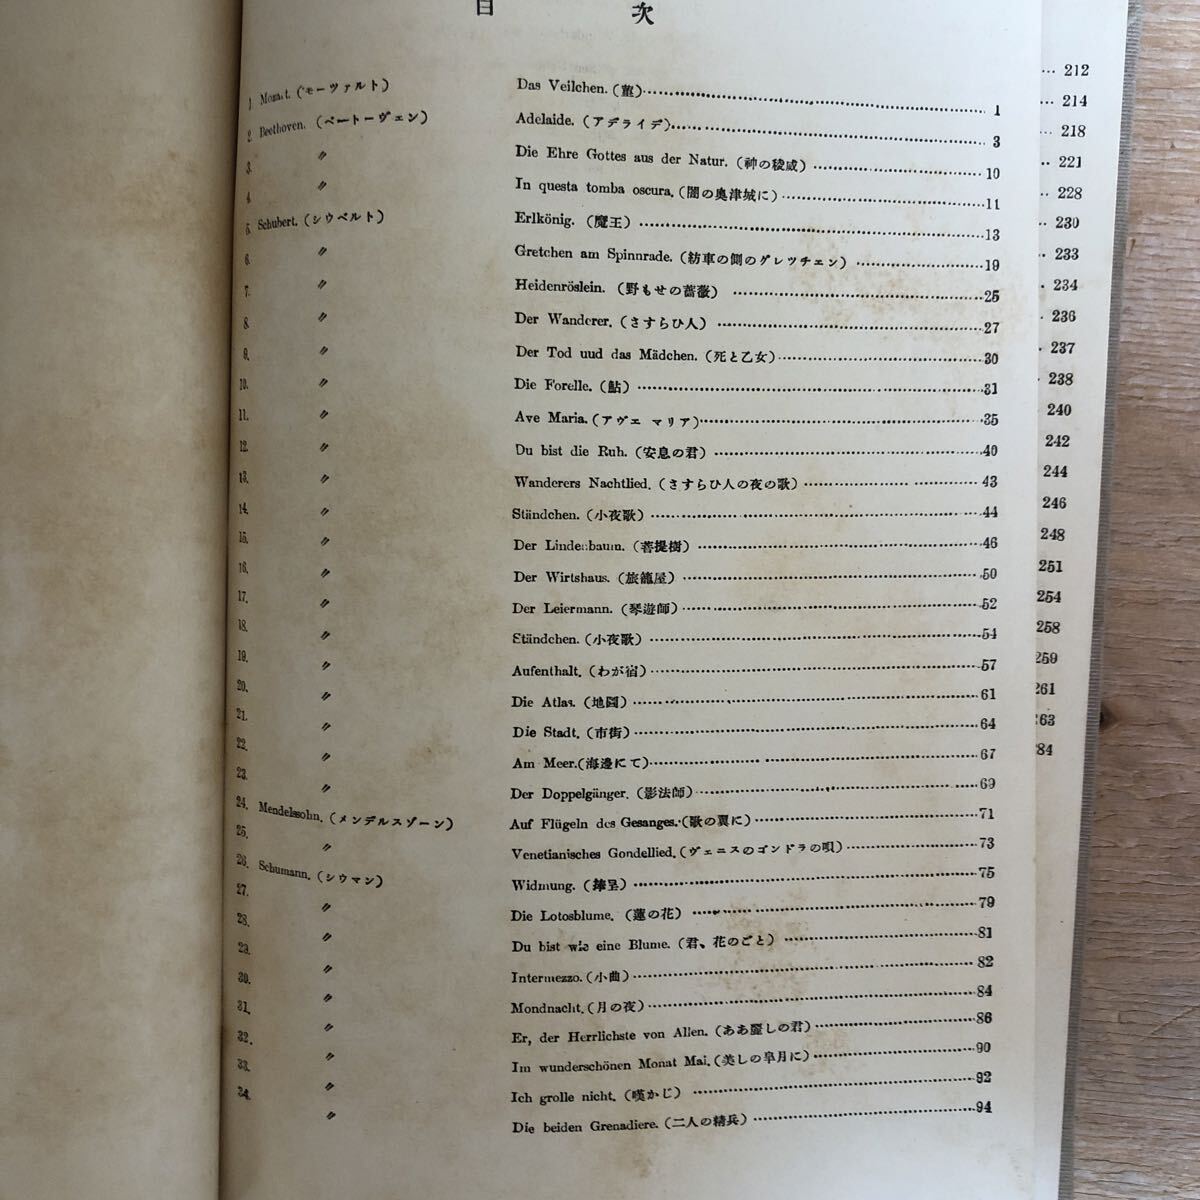 目次
1. Mozart. (モーツァルト) Das Veilchen. (菫) 1
2. Beethoven. (ベートーヴェン) Adelaide. (アデライデ) 3
3. 〃 Die Ehre Gottes aus der Natur. (神の稜威) 10
4. 〃 In questa tomba oscura. (闇の奥津城に) 11
5. Schubert. (シウベルト) Erlkönig. (魔王) 13
6. 〃 Gretchen am Spinnrade. (紡車の側のグレツチェン) 19
7. 〃 Heidenröslein. (野もせの薔薇) 25
8. 〃 Der Wanderer. (さすらひ人) 27
9. 〃 Der Tod uud das Mädchen. (死と乙女) 30
10. 〃 Die Forelle. (鮎) 31
11. 〃 Ave Maria. (アヴェ マリア) 35
12. 〃 Du bist die Ruh. (安息の君) 40
13. 〃 Wanderers Nachtlied. (さすらひ人の夜の歌) 43
14. 〃 Ständchen. (小夜歌) 44
15. 〃 Der Lindenbaum. (菩提樹) 46
16. 〃 Der Wirtshaus. (旅籠屋) 50
17. 〃 Der Leiermann. (琴遊師) 52
18. 〃 Ständchen. (小夜歌) 54
19. 〃 Aufenthalt. (わが宿) 57
20. 〃 Die Atlas. (地圖) 61
21. 〃 Die Stadt. (市街) 64
22. 〃 Am Meer. (海邊にて) 67
23. 〃 Der Doppelgänger. (影法師) 69
24. Mendelssohn. (メンデルスゾーン) Auf Flügeln des Gesanges. (歌の翼に) 71
25. 〃 Venetianisches Gondellied. (ヴェニスのゴンドラの唄) 73
26. Schumann. (シウマン) Widmung. (捧呈) 75
27. 〃 Die Lotosblume. (蓮の花) 79
28. 〃 Du bist wie eine Blume. (君、花のごと) 81
29. 〃 Intermezzo. (小曲) 82
30. 〃 Mondnacht. (月の夜) 84
31. 〃 Er, der Herrlichste von Allen. (ああ麗しの君) 86
32. 〃 Im wunderschönen Monat Mai. (美しの皐月に) 90
33. 〃 Ich grolle nicht. (嘆かじ) 92
34. 〃 Die beiden Grenadiere. (二人の精兵) 94
212
214
218
221
228
230
233
234
236
237
238
240
242
244
246
248
251
254
258
259
261
263
284